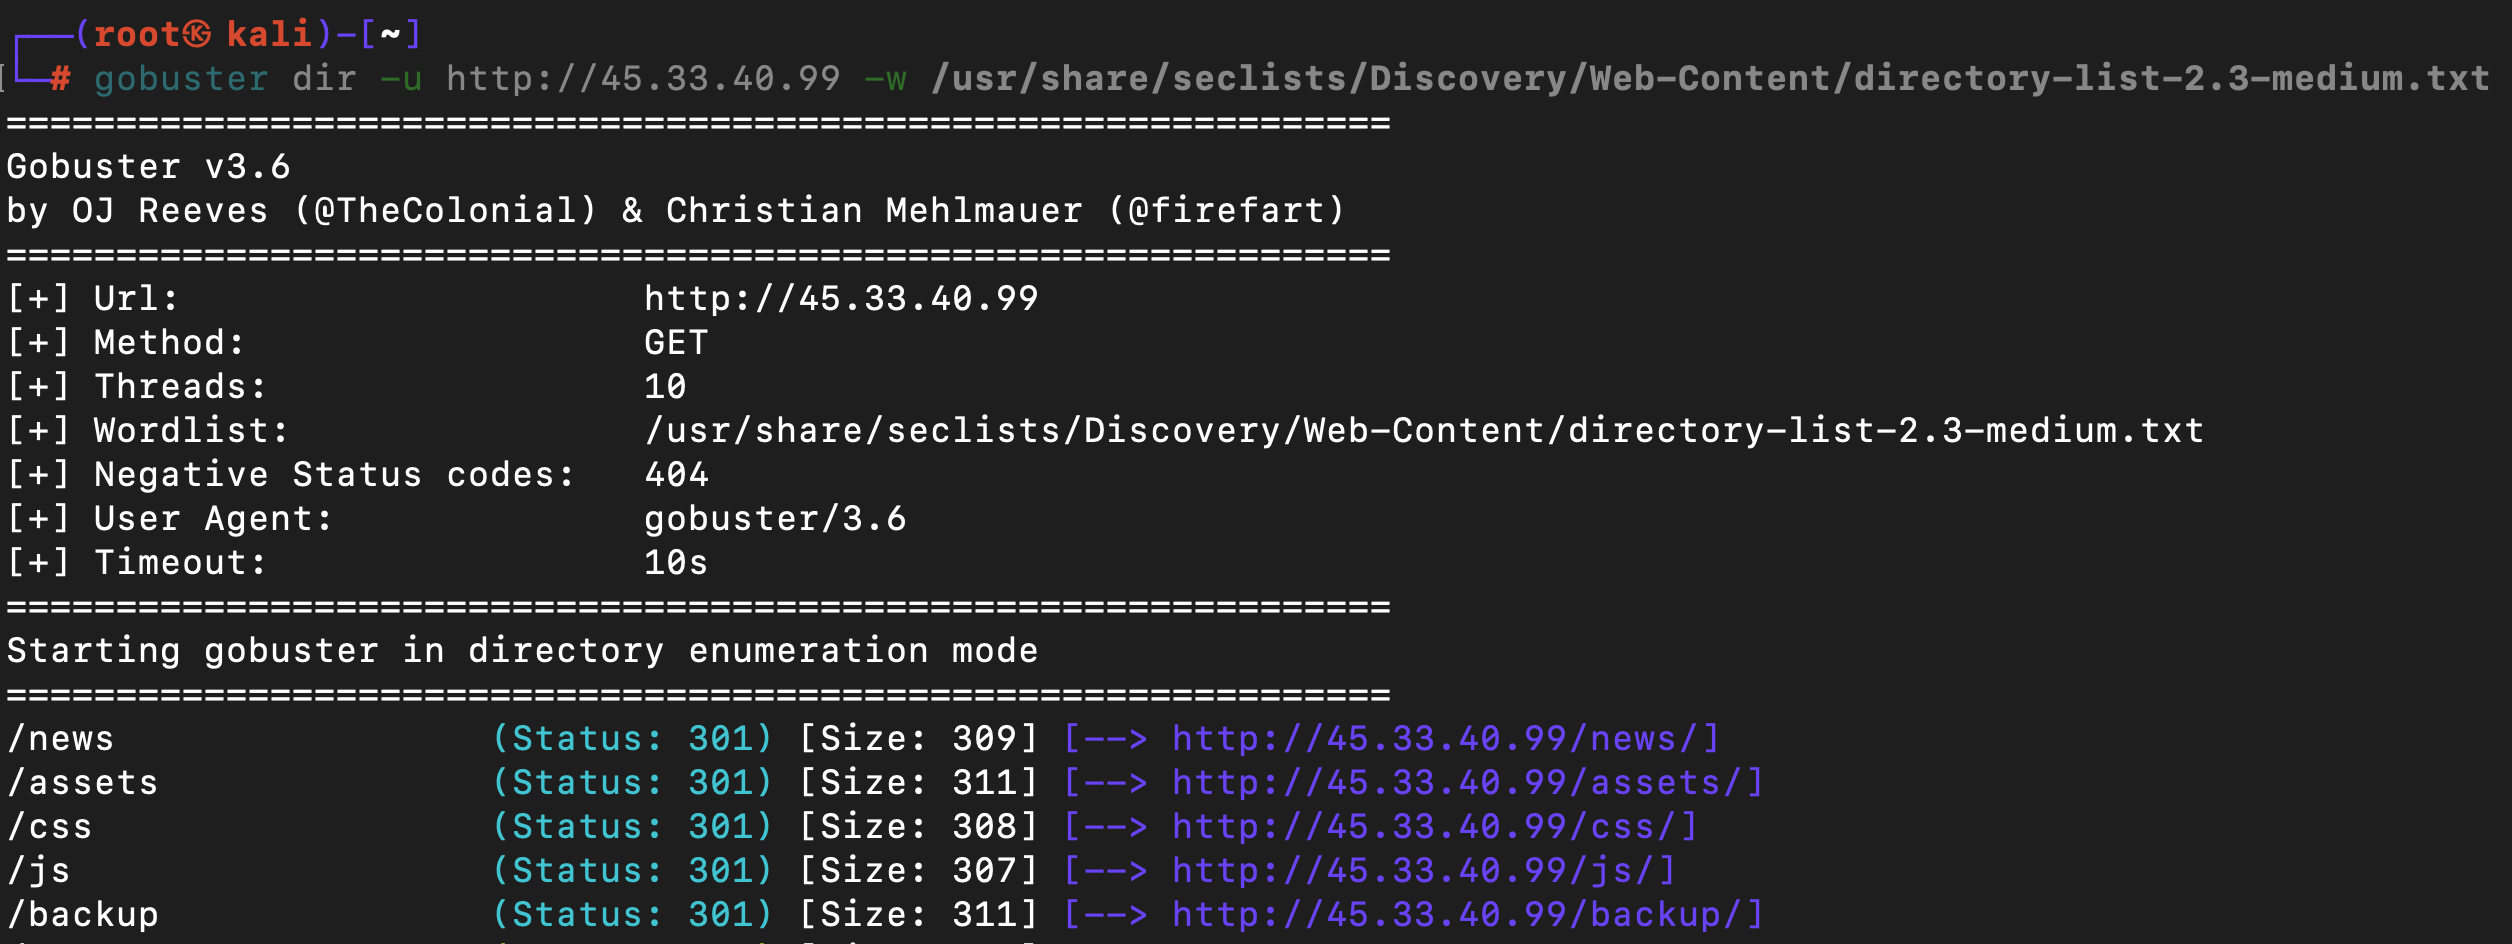 ┌──(root㉿kali)-[~]
└─# gobuster dir -u http://45.33.40.99 -w /usr/share/seclists/Discovery/Web-Content/directory-list-2.3-medium.txt
===============================================================
Gobuster v3.6
by OJ Reeves (@TheColonial) & Christian Mehlmauer (@firefart)
===============================================================
[+] Url:                     http://45.33.40.99
[+] Method:                  GET
[+] Threads:                 10
[+] Wordlist:                /usr/share/seclists/Discovery/Web-Content/directory-list-2.3-medium.txt
[+] Negative Status codes:   404
[+] User Agent:              gobuster/3.6
[+] Timeout:                 10s
===============================================================
Starting gobuster in directory enumeration mode
===============================================================
/news                 (Status: 301) [Size: 309] [--> http://45.33.40.99/news/]
/assets               (Status: 301) [Size: 311] [--> http://45.33.40.99/assets/]
/css                  (Status: 301) [Size: 308] [--> http://45.33.40.99/css/]
/js                   (Status: 301) [Size: 307] [--> http://45.33.40.99/js/]
/backup               (Status: 301) [Size: 311] [--> http://45.33.40.99/backup/]